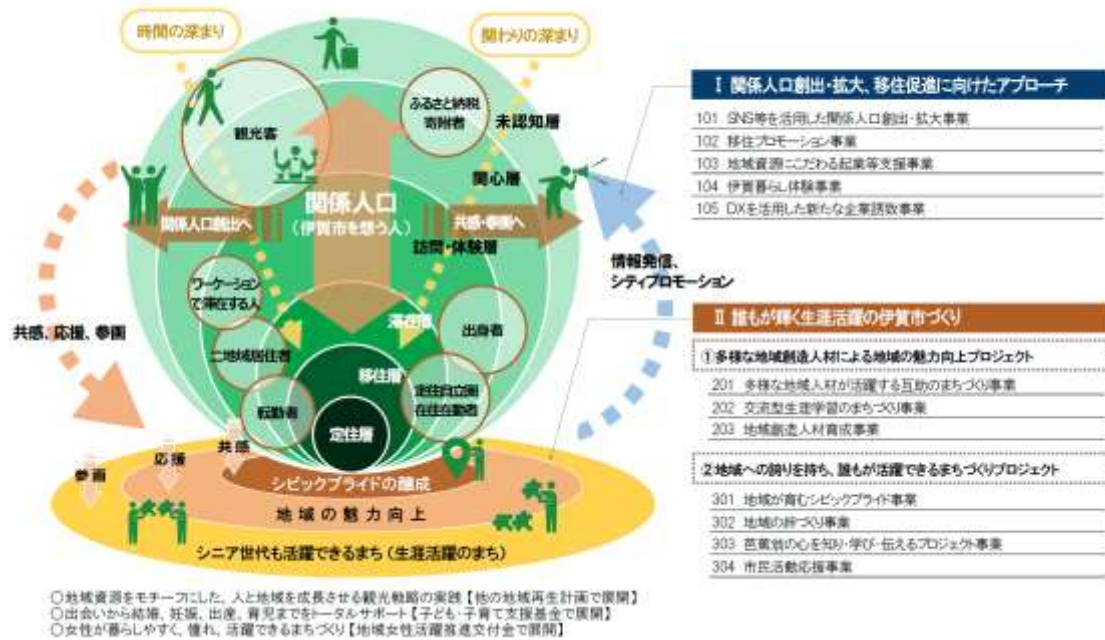 時間の深まり
関わりの深まり
観光客
ふるさと納税
寄附者
未認知層
関心層
関係人口
(伊賀市を想う人)
関係人口創出へ
共感・参画へ
訪問・体験層
ワーケーション
で滞在する人
滞在層
出身者
二地域居住者
移住層
定住自立圏
在住在勤者
転勤者
定住層
共感、応援、参画
情報発信、
シティプロモーション
参画
応援
共感
シビックプライドの醸成
地域の魅力向上
シニア世代も活躍できるまち(生涯活躍のまち)
Ⅰ 関係人口創出・拡大、移住促進に向けたアプローチ
101 SNS等を活用した関係人口創出・拡大事業
102 移住プロモーション事業
103 地域資源にこだわる起業等支援事業
104 伊賀暮らし体験事業
105 DXを活用した新たな企業誘致事業
Ⅱ 誰もが輝く生涯活躍の伊賀市づくり
①多様な地域創造人材による地域の魅力向上プロジェクト
201 多様な地域人材が活躍する互助のまちづくり事業
202 交流型生涯学習のまちづくり事業
203 地域創造人材育成事業
②地域への誇りを持ち、誰もが活躍できるまちづくりプロジェクト
301 地域が育むシビックプライド事業
302 地域の絆づくり事業
303 芭蕉翁の心を知り・学び・伝えるプロジェクト事業
304 市民活動応援事業
○地域資源をモチーフにした、人と地域を成長させる観光戦略の実践【他の地域再生計画で展開】
○出会いから結婚、妊娠、出産、育児までをトータルサポート【子ども・子育て支援基金で展開】
○女性が暮らしやすく、憧れ、活躍できるまちづくり【地域女性活躍推進交付金で展開】